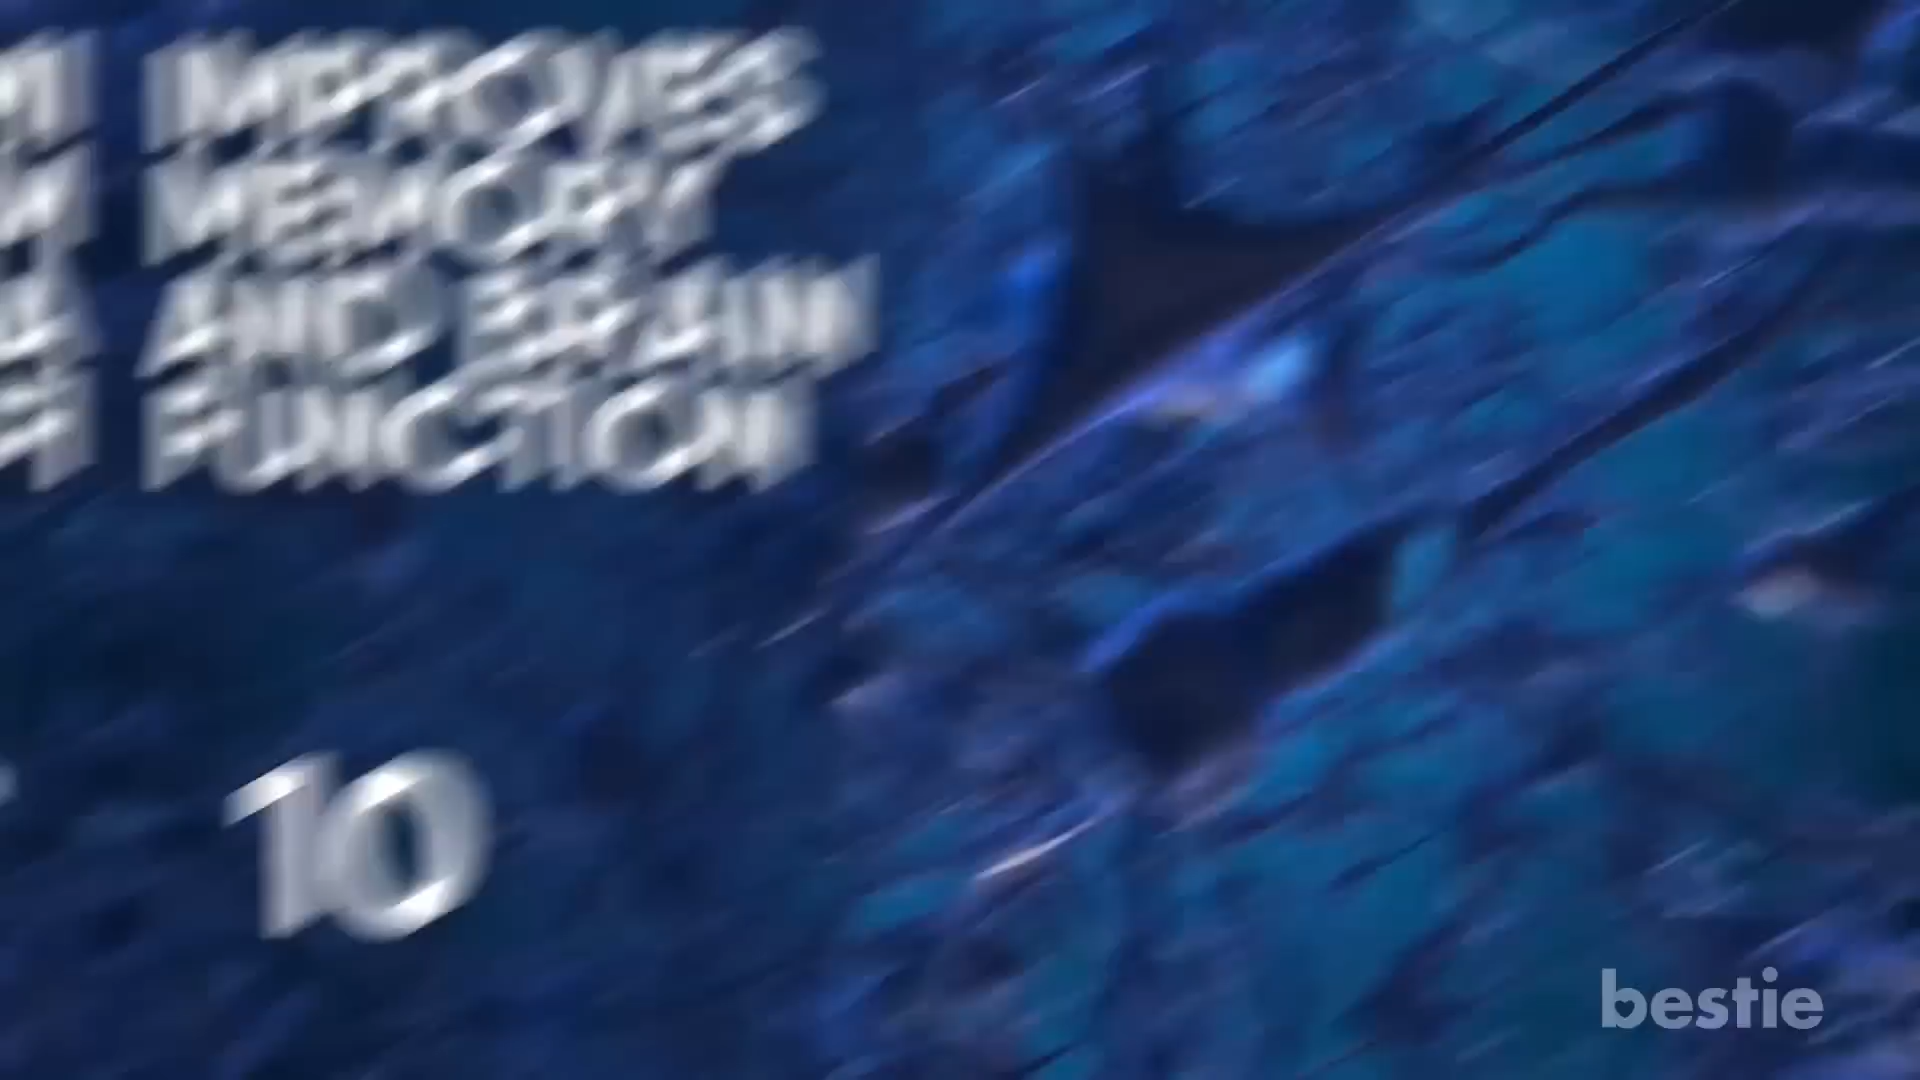 IMPROVES
MEMORY
AND BRAIN
FUNCTION
10
bestie